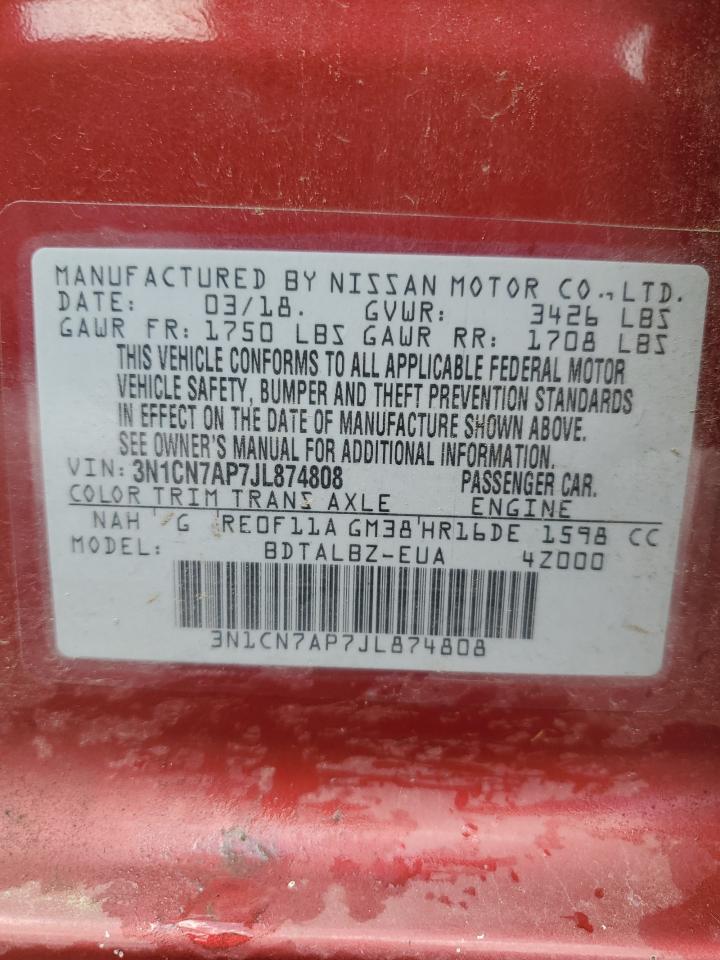 MANUFACTURED BY NISSAN MOTOR CO., LTD.
DATE: 03/18. GVWR: 3426 LBS
GAWR FR: 1750 LBS GAWR RR: 1708 LBS
THIS VEHICLE CONFORMS TO ALL APPLICABLE FEDERAL MOTOR
VEHICLE SAFETY, BUMPER AND THEFT PREVENTION STANDARDS
IN EFFECT ON THE DATE OF MANUFACTURE SHOWN ABOVE.
SEE OWNER'S MANUAL FOR ADDITIONAL INFORMATION.
VIN: 3N1CN7AP7JL874808 PASSENGER CAR.
COLOR TRIM TRANS AXLE ENGINE
NAH G RE0F11A GM38 HR16DE 1598 CC
MODEL: BDTALBZ-EUA 4Z000
3N1CN7AP7JL874808